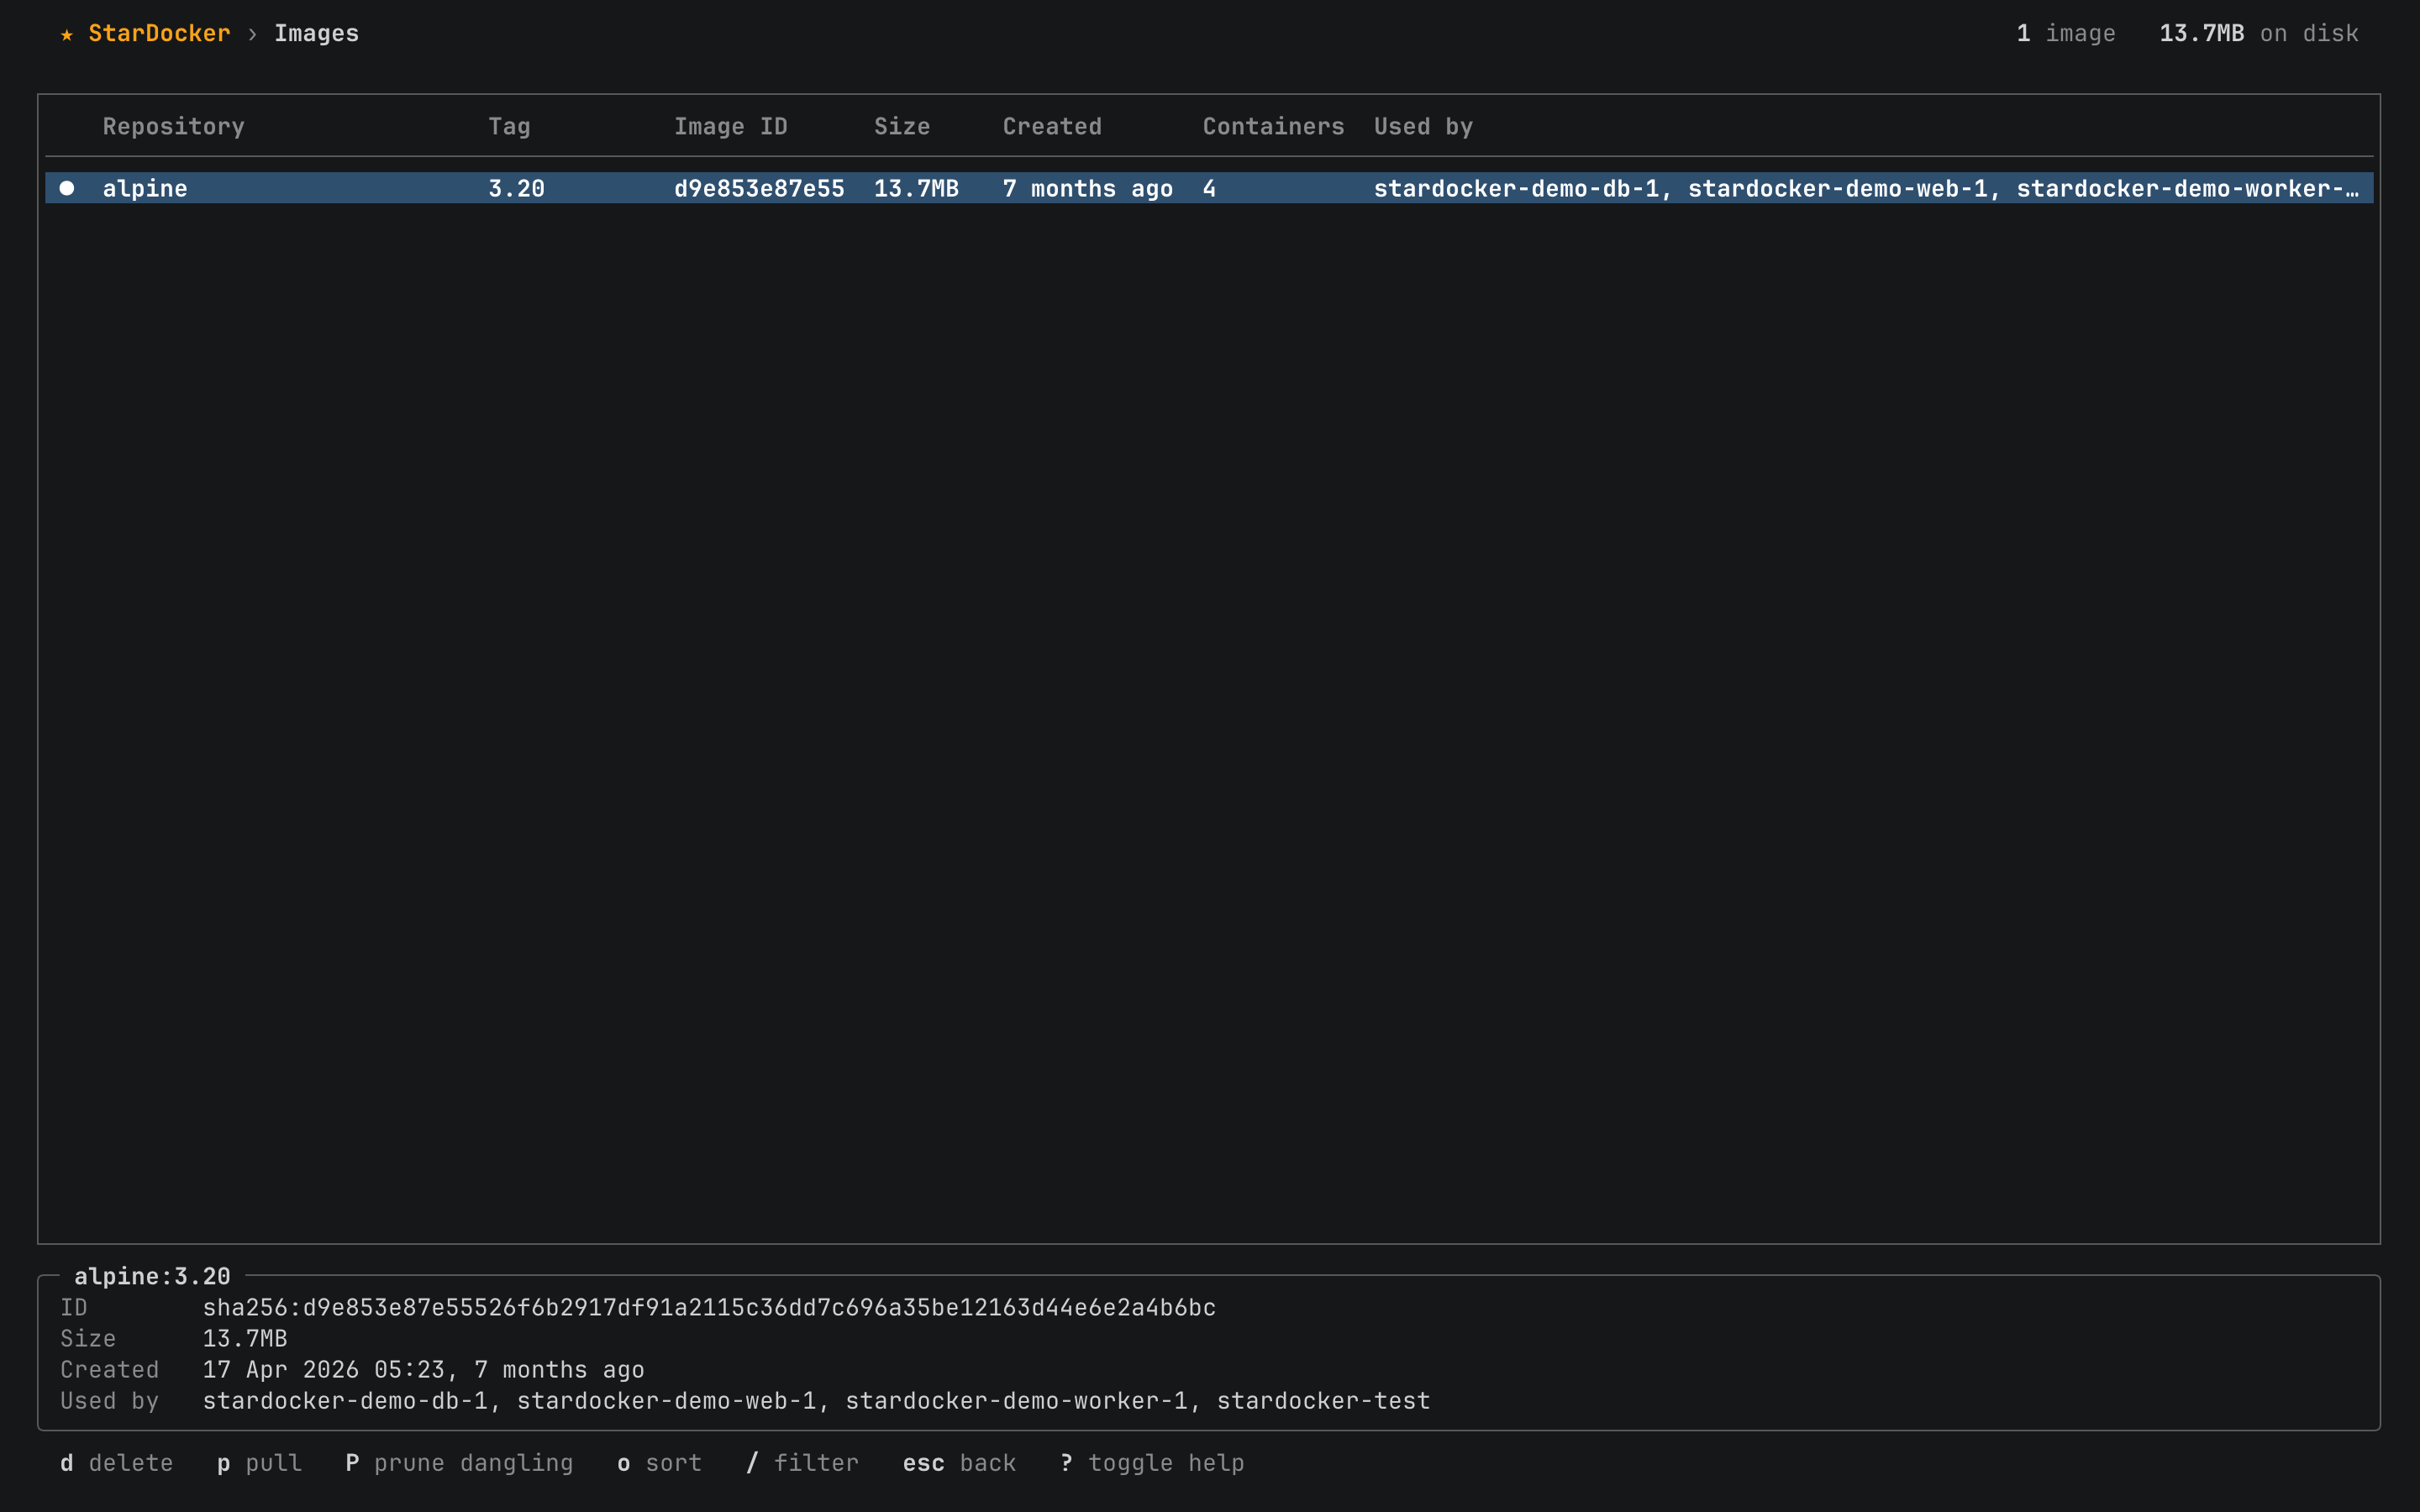 ★ StarDocker › Images 1 image 13.7MB on disk
Repository Tag Image ID Size Created Containers Used by
● alpine 3.20 d9e853e87e55 13.7MB 7 months ago 4 stardocker-demo-db-1, stardocker-demo-web-1, stardocker-demo-worker-…
alpine:3.20
ID sha256:d9e853e87e55526f6b2917df91a2115c36dd7c696a35be12163d44e6e2a4b6bc
Size 13.7MB
Created 17 Apr 2026 05:23, 7 months ago
Used by stardocker-demo-db-1, stardocker-demo-web-1, stardocker-demo-worker-1, stardocker-test
d delete p pull P prune dangling o sort / filter esc back ? toggle help